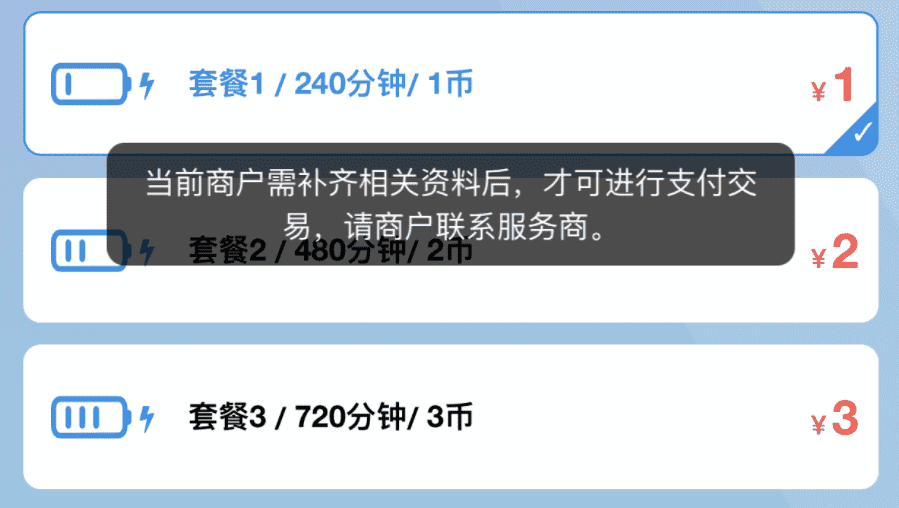 套餐1 / 240分钟/ 1币
¥1
当前商户需补齐相关资料后，才可进行支付交
易，请商户联系服务商。
套餐2 / 480分钟/ 2币
¥2
套餐3 / 720分钟/ 3币
¥3